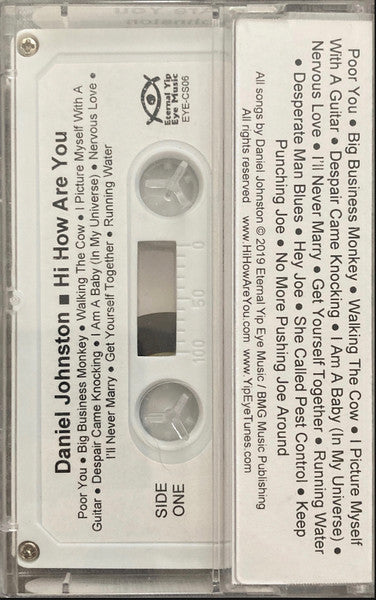 Daniel Johnston ■ Hi How Are You
Poor You • Big Business Monkey • Walking The Cow • I Picture Myself With A
Guitar • Despair Came Knocking • I Am A Baby (In My Universe) • Nervous Love •
I'll Never Marry • Get Yourself Together • Running Water
Eternal Yip
Eye Music
EYE-CS06
SIDE
ONE
100 50 0
Poor You • Big Business Monkey • Walking The Cow • I Picture Myself
With A Guitar • Despair Came Knocking • I Am A Baby (In My Universe) •
Nervous Love • I'll Never Marry • Get Yourself Together • Running Water
• Desperate Man Blues • Hey Joe • She Called Pest Control • Keep
Punching Joe • No More Pushing Joe Around
All songs by Daniel Johnston © 2019 Eternal Yip Eye Music / BMG Music Publishing
All rights reserved www.HiHowAreYou.com www.YipEyeTunes.com